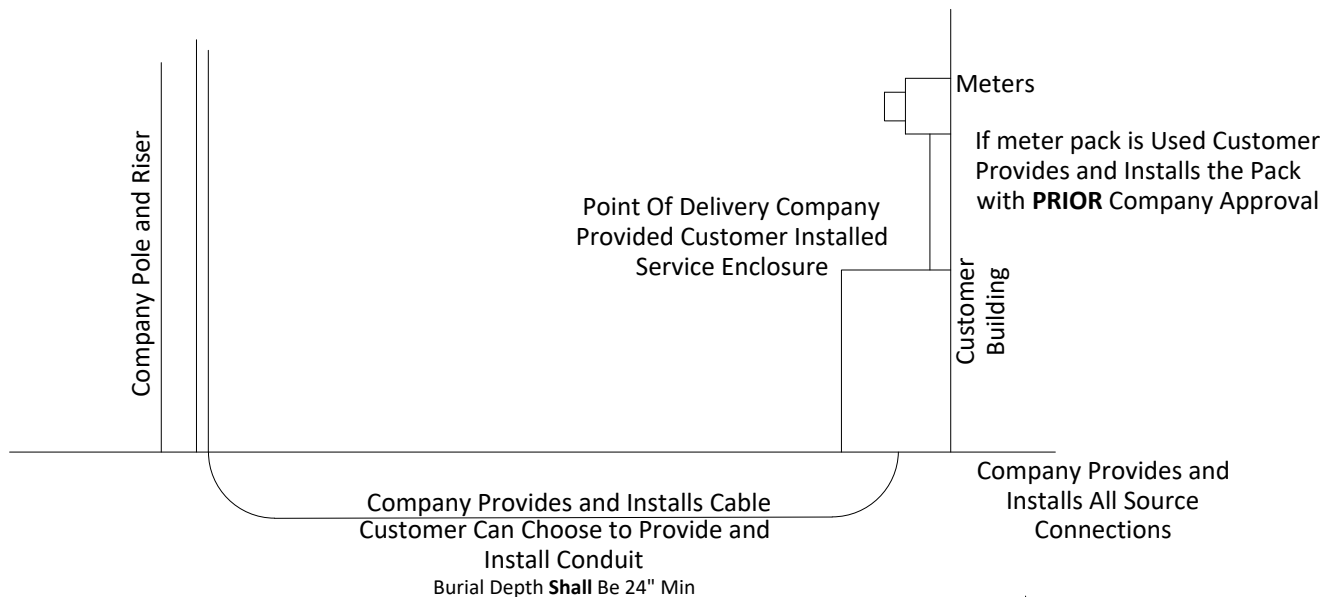 Company Pole and Riser
Meters
If meter pack is Used Customer
Provides and Installs the Pack
with PRIOR Company Approval
Point Of Delivery Company
Provided Customer Installed
Service Enclosure
Customer
Building
Company Provides and Installs Cable
Customer Can Choose to Provide and
Install Conduit
Burial Depth Shall Be 24" Min
Company Provides and
Installs All Source
Connections